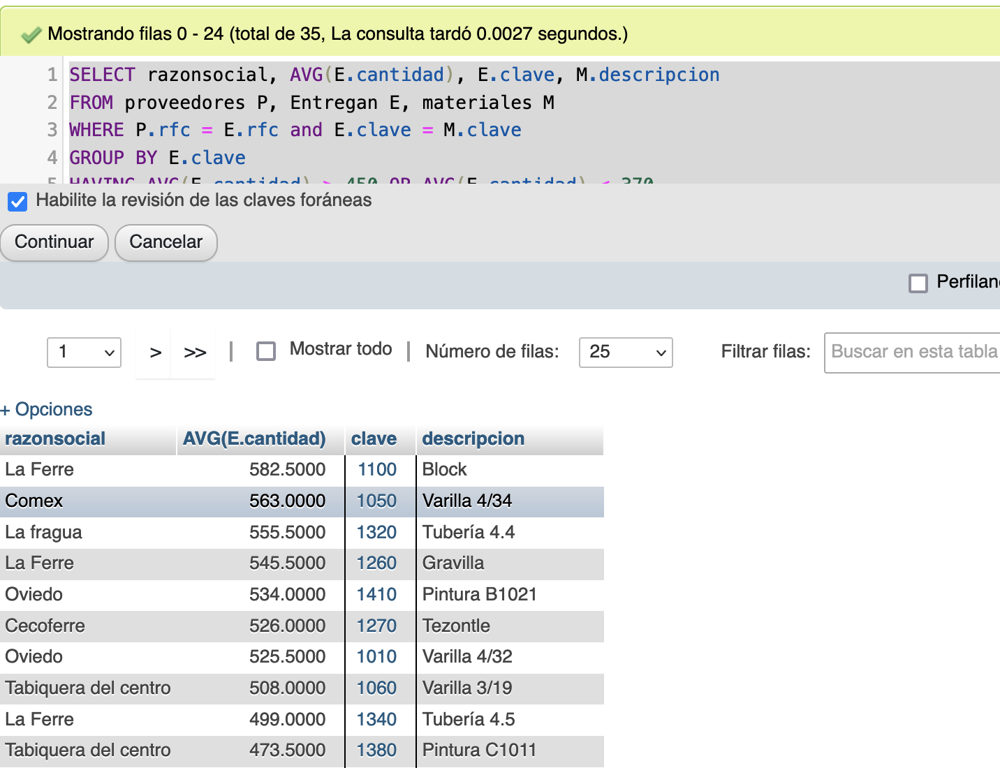 Mostrando filas 0 - 24 (total de 35, La consulta tardó 0.0027 segundos.)
1 SELECT razonsocial, AVG(E.cantidad), E.clave, M.descripcion
2 FROM proveedores P, Entregan E, materiales M
3 WHERE P.rfc = E.rfc and E.clave = M.clave
4 GROUP BY E.clave
5 HAVING AVG(E.cantidad) > 450 OR AVG(E.cantidad) < 370
Habilite la revisión de las claves foráneas
Continuar Cancelar
Perfilan
1 > >> | Mostrar todo | Número de filas: 25 Filtrar filas: Buscar en esta tabla
+ Opciones
razonsocial AVG(E.cantidad) clave descripcion
La Ferre 582.5000 1100 Block
Comex 563.0000 1050 Varilla 4/34
La fragua 555.5000 1320 Tubería 4.4
La Ferre 545.5000 1260 Gravilla
Oviedo 534.0000 1410 Pintura B1021
Cecoferre 526.0000 1270 Tezontle
Oviedo 525.5000 1010 Varilla 4/32
Tabiquera del centro 508.0000 1060 Varilla 3/19
La Ferre 499.0000 1340 Tubería 4.5
Tabiquera del centro 473.5000 1380 Pintura C1011